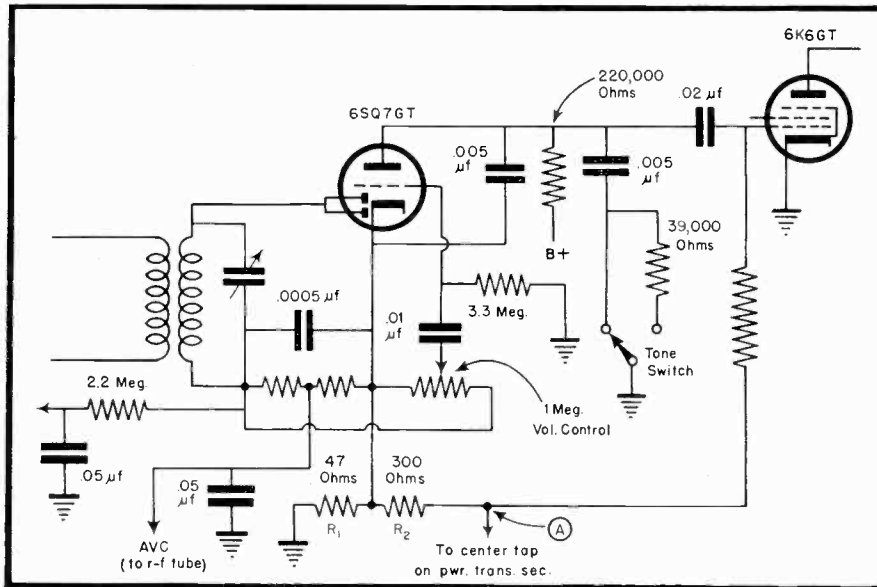 6K6GT
220,000
Ohms
.02 µf
6SQ7GT
.005
µf
.005
µf
39,000
Ohms
B+
.0005 µf
.01
µf
3.3 Meg.
Tone
Switch
2.2 Meg.
1 Meg.
Vol. Control
47
Ohms
300
Ohms
.05 µf
.05
µf
R1
R2
A
AVC
(to r-f tube)
To center tap
on pwr. trans. sec.